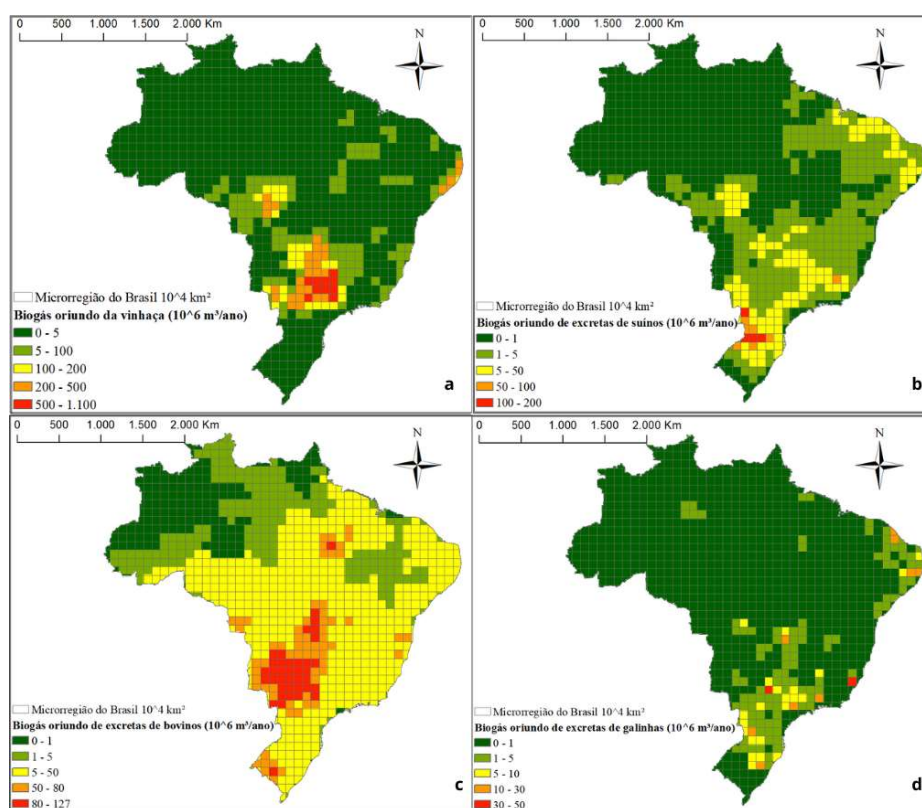 0 500 1.000 1.500 2.000 Km
N
Microrregião do Brasil 10^4 km²
Biogás oriundo da vinhaça (10^6 m³/ano)
0 - 5
5 - 100
100 - 200
200 - 500
500 - 1.100
a
0 500 1.000 1.500 2.000 Km
N
Microrregião do Brasil 10^4 km²
Biogás oriundo de excretas de suínos (10^6 m³/ano)
0 - 1
1 - 5
5 - 50
50 - 100
100 - 200
b
0 500 1.000 1.500 2.000 Km
N
Microrregião do Brasil 10^4 km²
Biogás oriundo de excretas de bovinos (10^6 m³/ano)
0 - 1
1 - 5
5 - 50
50 - 80
80 - 127
c
0 500 1.000 1.500 2.000 Km
N
Microrregião do Brasil 10^4 km²
Biogás oriundo de excretas de galinhas (10^6 m³/ano)
0 - 1
1 - 5
5 - 10
10 - 30
30 - 50
d